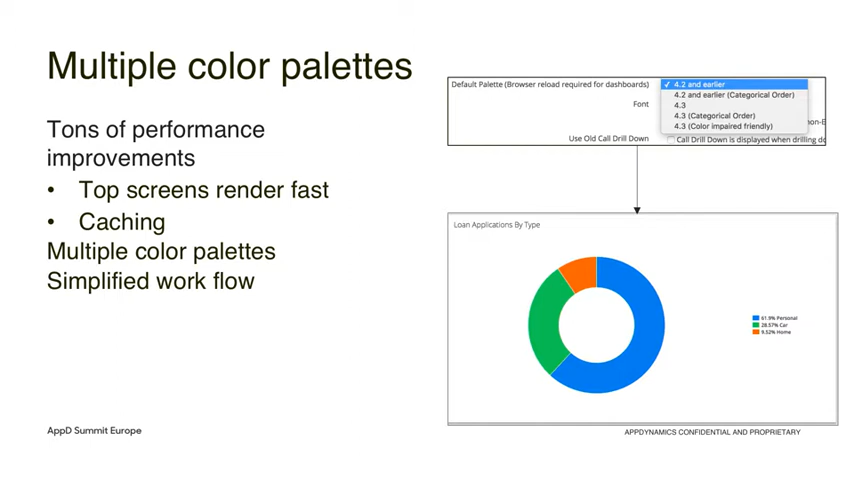 Multiple color palettes
Tons of performance
improvements
• Top screens render fast
• Caching
Multiple color palettes
Simplified work flow
Default Palette (Browser reload required for dashboards)
✓ 4.2 and earlier
4.2 and earlier (Categorical Order)
4.3
4.3 (Categorical Order)
4.3 (Color impaired friendly)
Font
non-E
Use Old Call Drill Down
Call Drill Down is displayed when drilling do
Loan Applications By Type
61.9% Personal
28.57% Car
9.52% Home
AppD Summit Europe
APPDYNAMICS CONFIDENTIAL AND PROPRIETARY